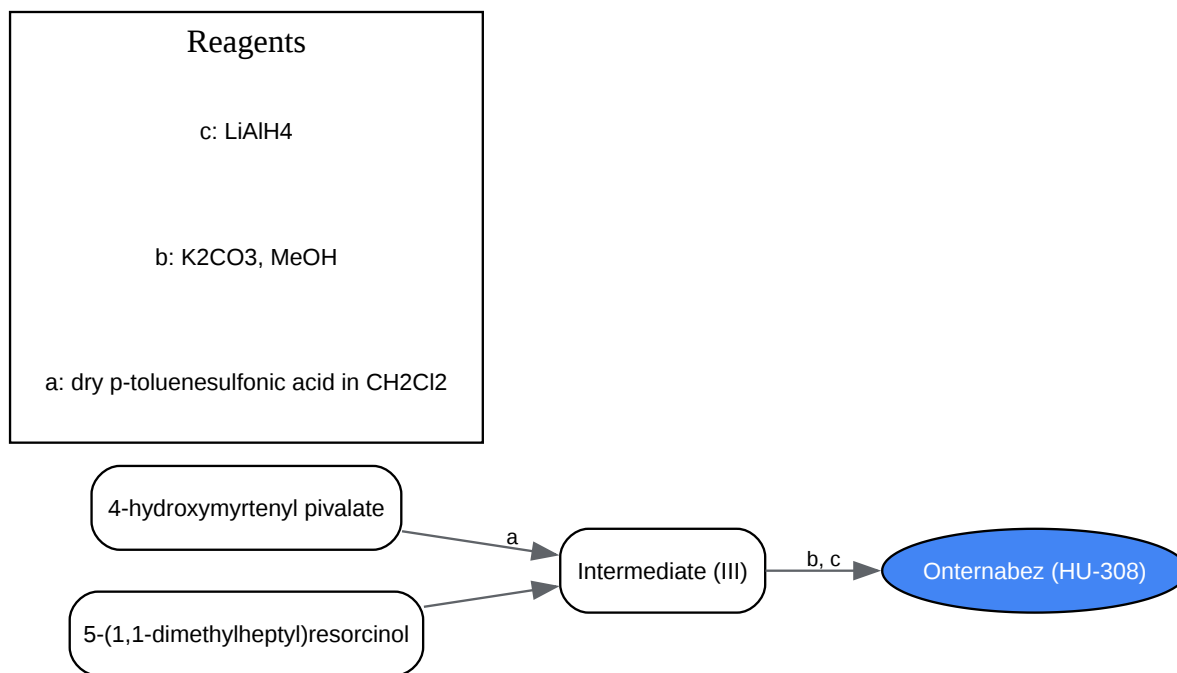 Reagents
c: LiAlH4
b: K2CO3, MeOH
a: dry p-toluenesulfonic acid in CH2Cl2
4-hydroxymyrtenyl pivalate
a
Intermediate (III)
b, c
Onternabez (HU-308)
5-(1,1-dimethylheptyl)resorcinol